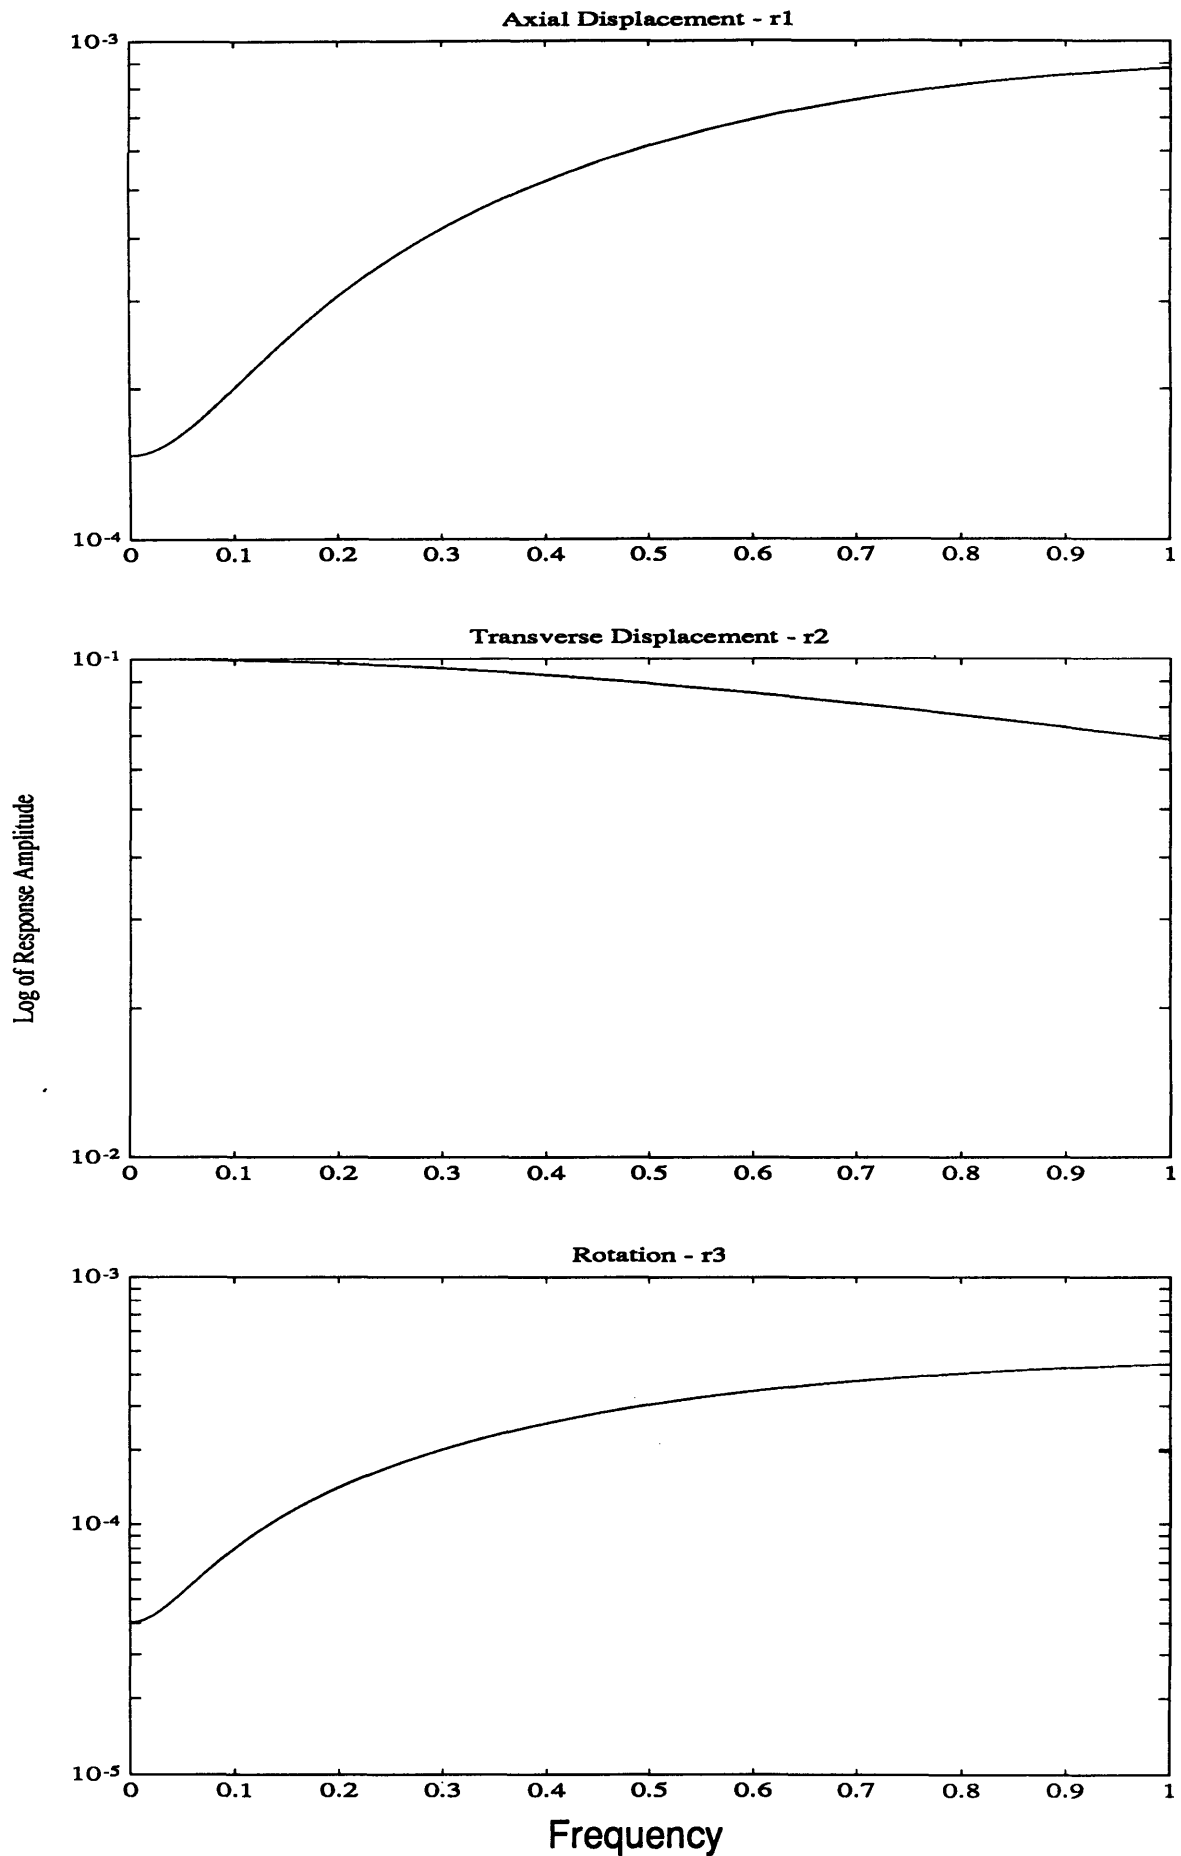 Axial Displacement - r1
10-3
10-4
0 0.1 0.2 0.3 0.4 0.5 0.6 0.7 0.8 0.9 1
Transverse Displacement - r2
10-1
Log of Response Amplitude
10-2
0 0.1 0.2 0.3 0.4 0.5 0.6 0.7 0.8 0.9 1
Rotation - r3
10-3
10-4
10-5
0 0.1 0.2 0.3 0.4 0.5 0.6 0.7 0.8 0.9 1
Frequency